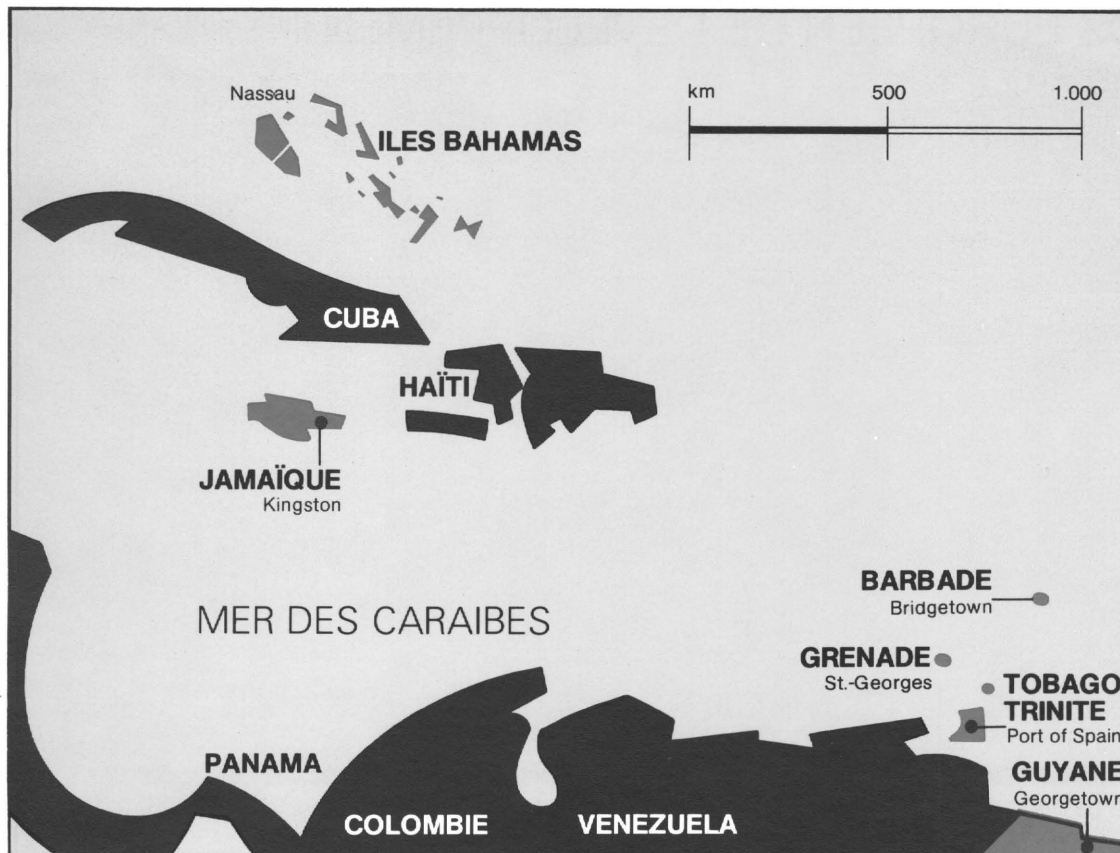 km 500 1.000
Nassau
ILES BAHAMAS
CUBA
HAÏTI
JAMAÏQUE
Kingston
BARBADE
Bridgetown
MER DES CARAIBES
GRENADE
St.-Georges
TOBAGO
TRINITE
Port of Spain
PANAMA
GUYANE
Georgetown
COLOMBIE
VENEZUELA